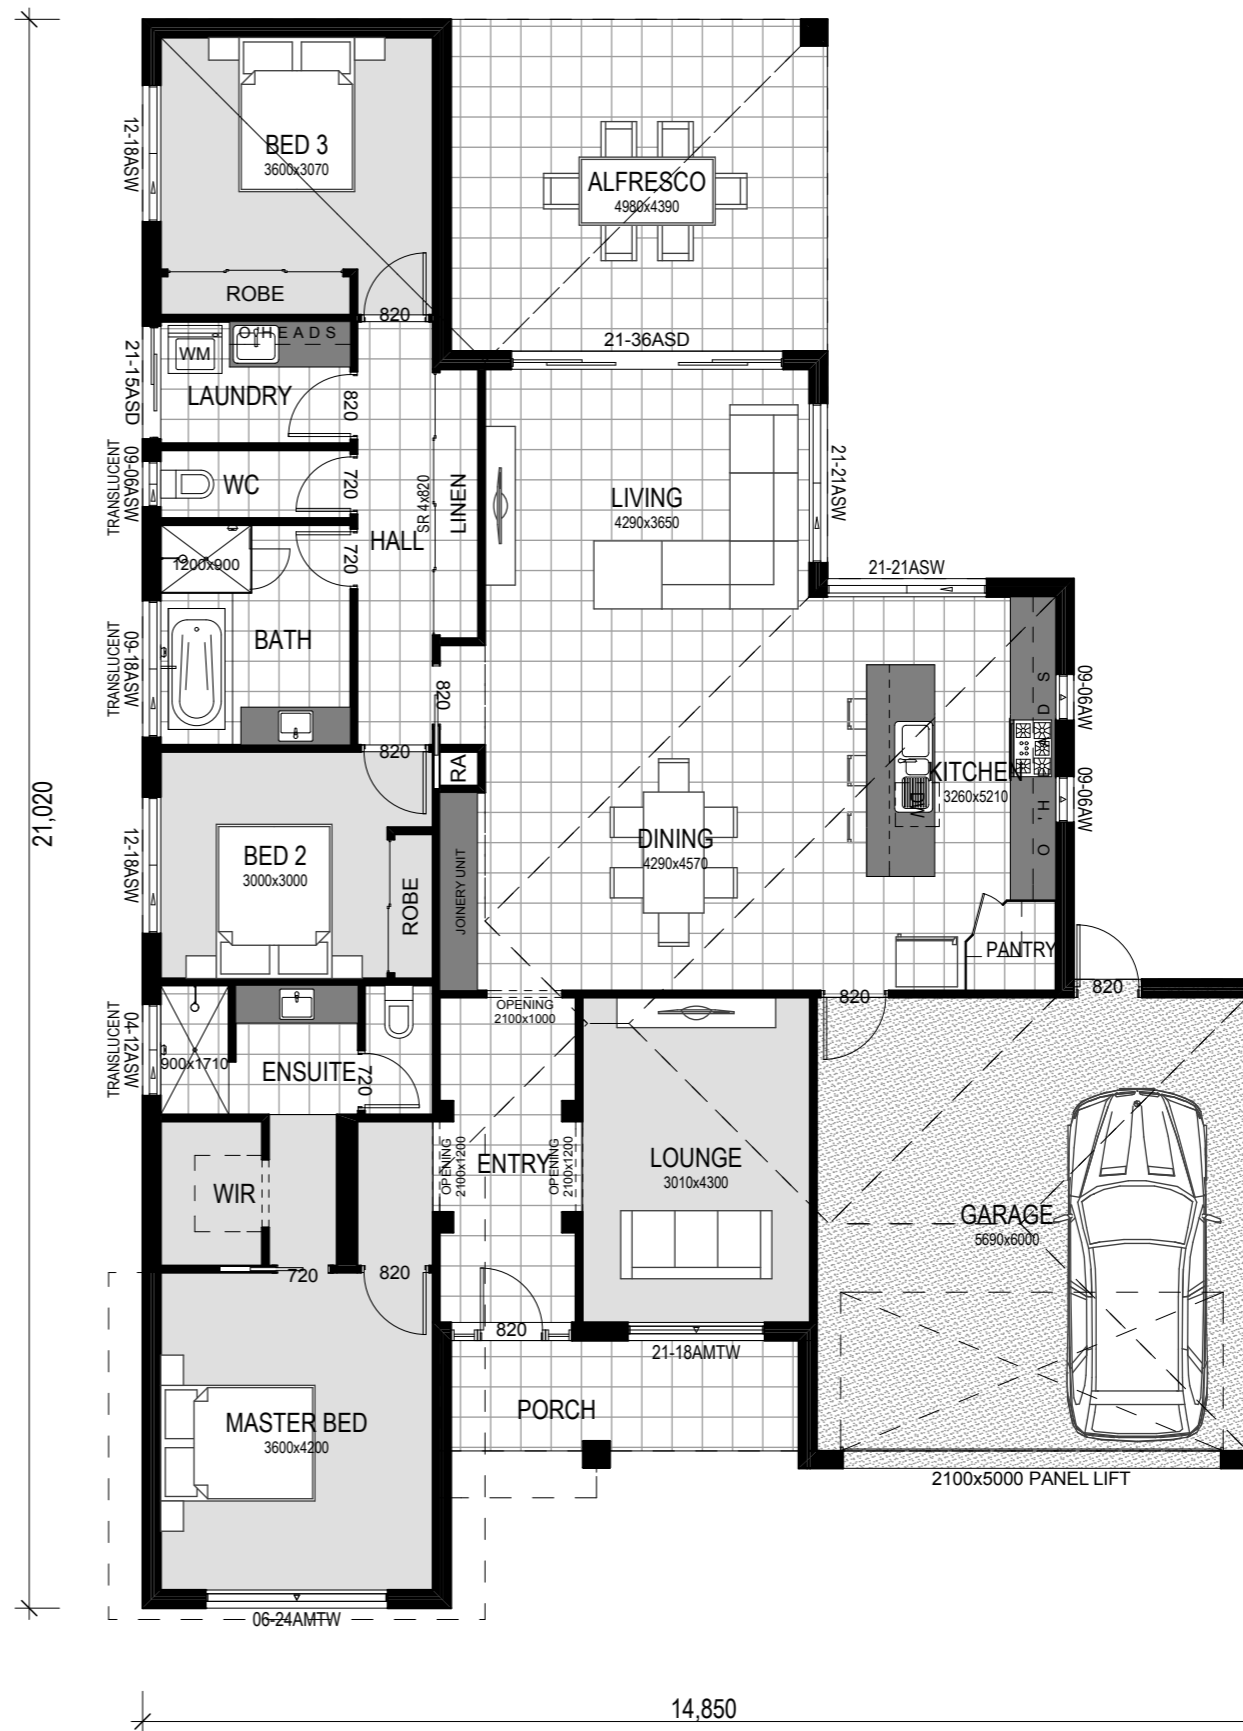 BED 3
3600x3070
12-18ASW
ALFRESCO
4980x4390
ROBE
820
21-36ASD
O'HEADS
WM
LAUNDRY
820
21-15ASD
WC
720
09-06ASW
TRANSLUCENT
LINEN
SR 4x820
HALL
LIVING
4290x3650
21-21ASW
21-21ASW
1200x900
720
BATH
09-18ASW
TRANSLUCENT
820
820
RA
O'HEADS
09-06AW
09-06AW
KITCHEN
3260x5210
DW
DINING
4290x4570
JOINERY UNIT
BED 2
3000x3000
ROBE
12-18ASW
PANTRY
820
820
OPENING
2100x1000
04-12ASW
TRANSLUCENT
900x1710
ENSUITE
720
WIR
OPENING
2100x1200
ENTRY
OPENING
2100x1200
LOUNGE
3010x4300
GARAGE
5690x6000
720
820
820
21-18AMTW
PORCH
MASTER BED
3600x4200
2100x5000 PANEL LIFT
06-24AMTW
21,020
14,850